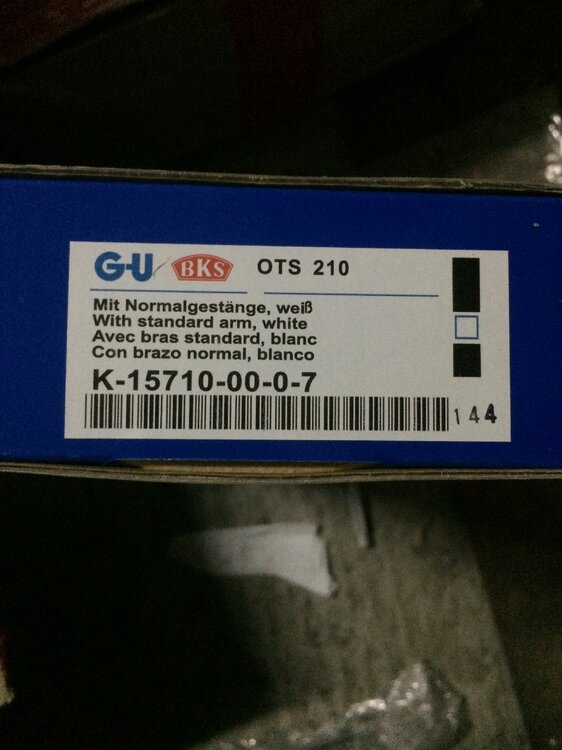 G-U BKS OTS 210
Mit Normalgestänge, weiß
With standard arm, white
Avec bras standard, blanc
Con brazo normal, blanco
K-15710-00-0-7
144